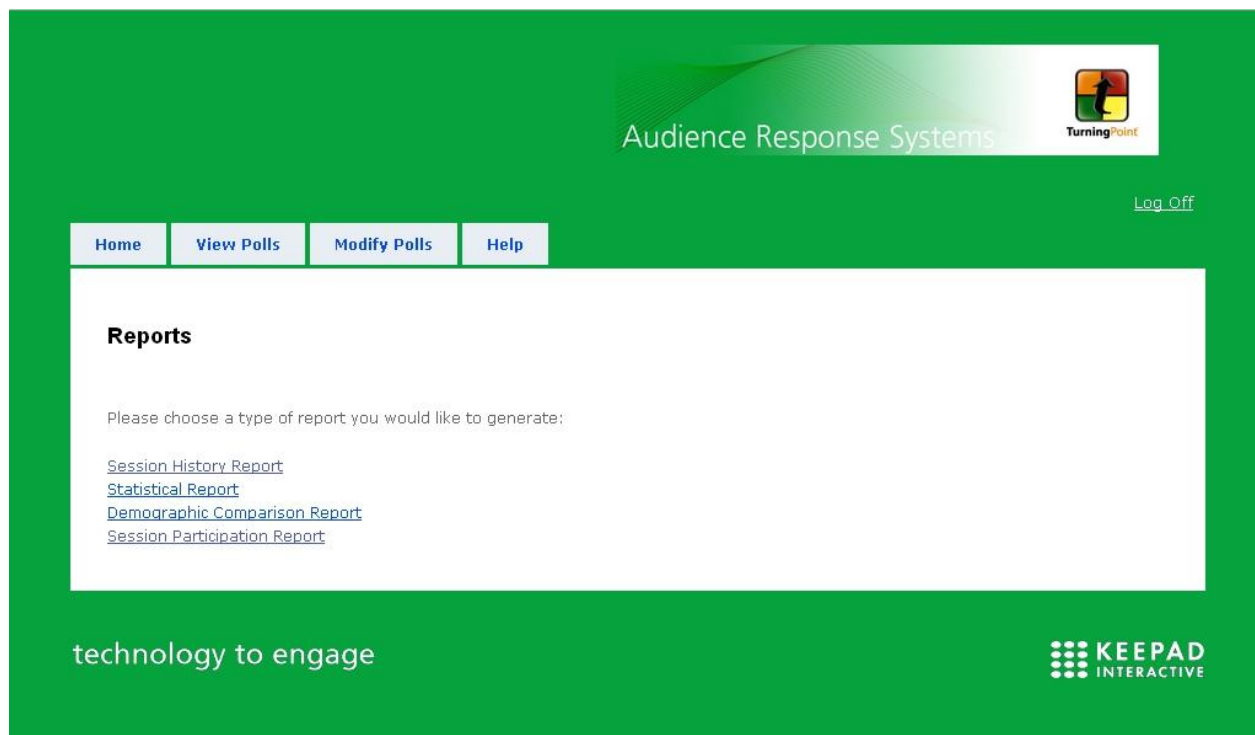 Audience Response Systems
TurningPoint
Log Off
Home View Polls Modify Polls Help
Reports
Please choose a type of report you would like to generate:
Session History Report
Statistical Report
Demographic Comparison Report
Session Participation Report
technology to engage
KEEPAD
INTERACTIVE